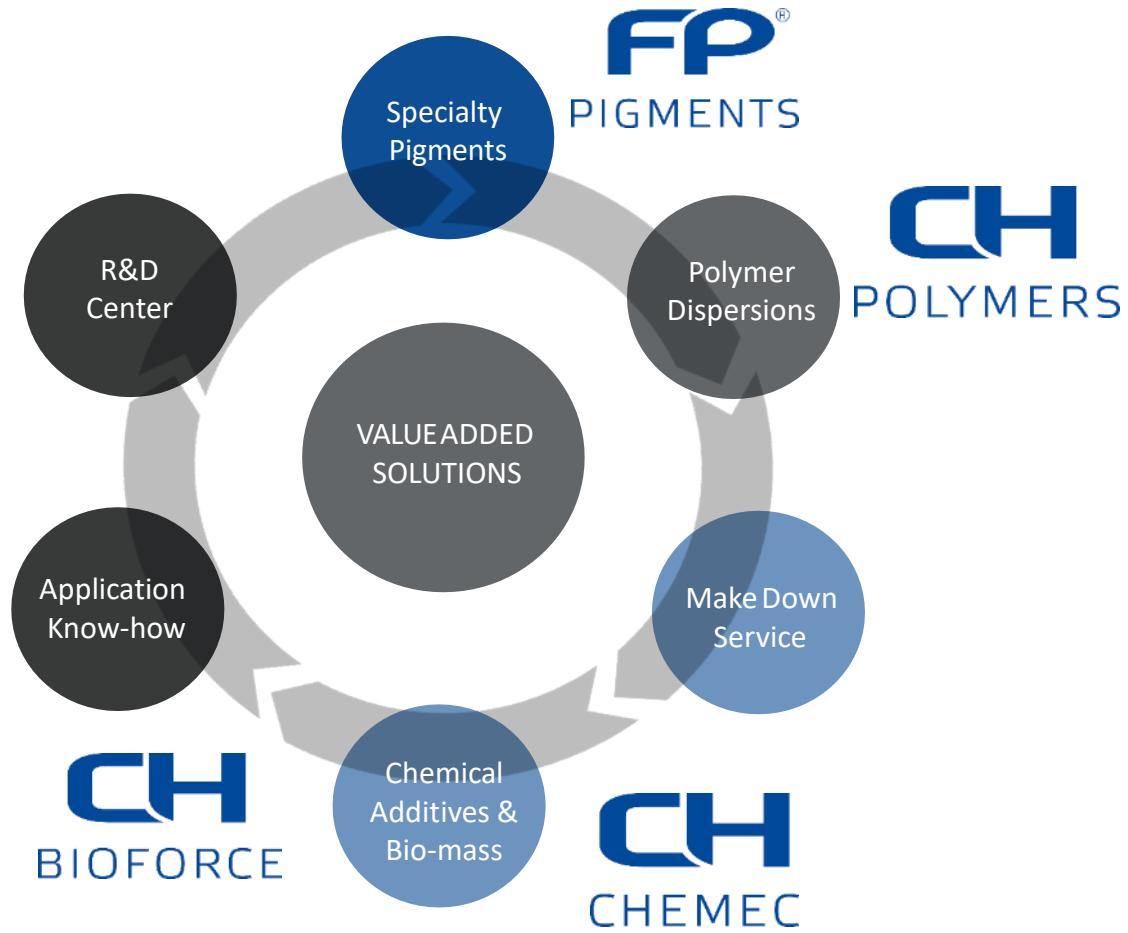 FP®
PIGMENTS
Specialty
Pigments
CH
POLYMERS
Polymer
Dispersions
R&D
Center
VALUE ADDED
SOLUTIONS
Make Down
Service
Application
Know-how
Chemical
Additives &
Bio-mass
CH
BIOFORCE
CH
CHEMEC